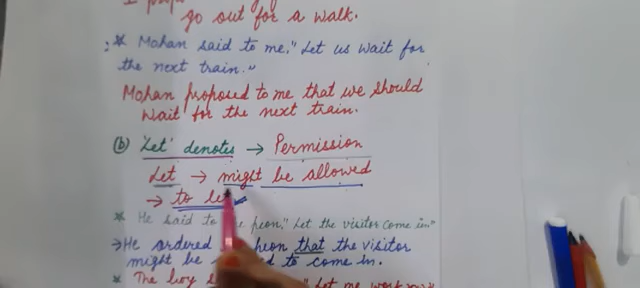 go out for a walk.
* Mohan said to me, "Let us wait for
the next train."
Mohan proposed to me that we should
wait for the next train.
(b) 'Let' denotes → Permission
Let → might be allowed
→ to let
* He said to the peon, "Let the visitor come in"
→ He ordered peon that the visitor
might be to come in.
* The boy "Let me work